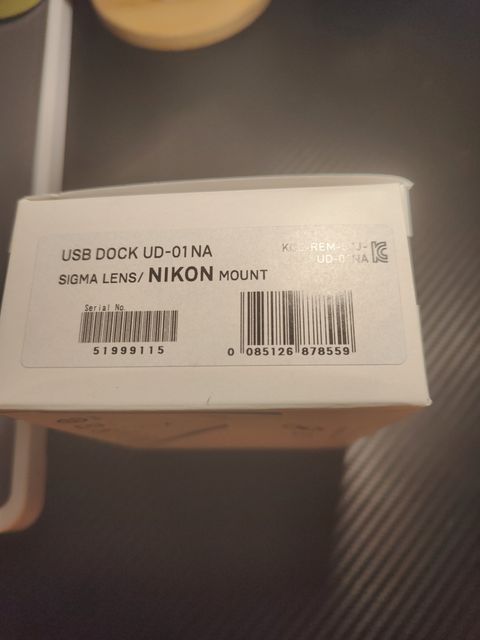 USB DOCK UD-01NA
SIGMA LENS/ NIKON MOUNT
UD-01NA
Serial No.
51999115
0 085126 878559